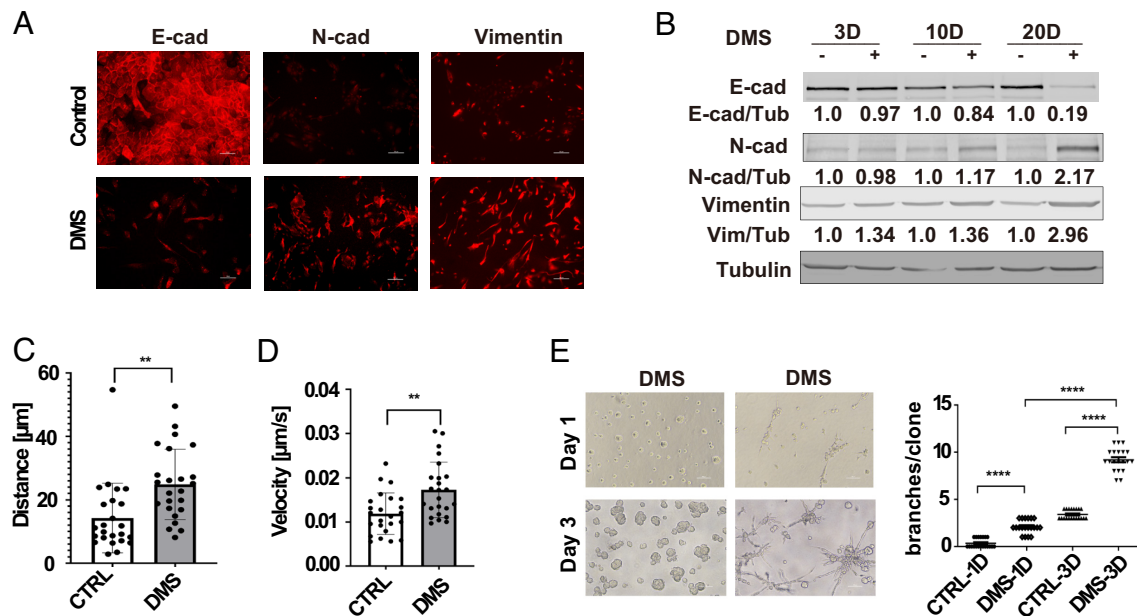 A
E-cad N-cad Vimentin
Control
DMS
B
DMS 3D 10D 20D
- + - + - +
E-cad
E-cad/Tub 1.0 0.97 1.0 0.84 1.0 0.19
N-cad
N-cad/Tub 1.0 0.98 1.0 1.17 1.0 2.17
Vimentin
Vim/Tub 1.0 1.34 1.0 1.36 1.0 2.96
Tubulin
C
Distance [µm]
60
40
20
0
**
CTRL DMS
D
Velocity [µm/s]
0.04
0.03
0.02
0.01
0.00
**
CTRL DMS
E
DMS DMS
Day 1
Day 3
branches/clone
15
10
5
0
****
****
****
CTRL-1D DMS-1D CTRL-3D DMS-3D